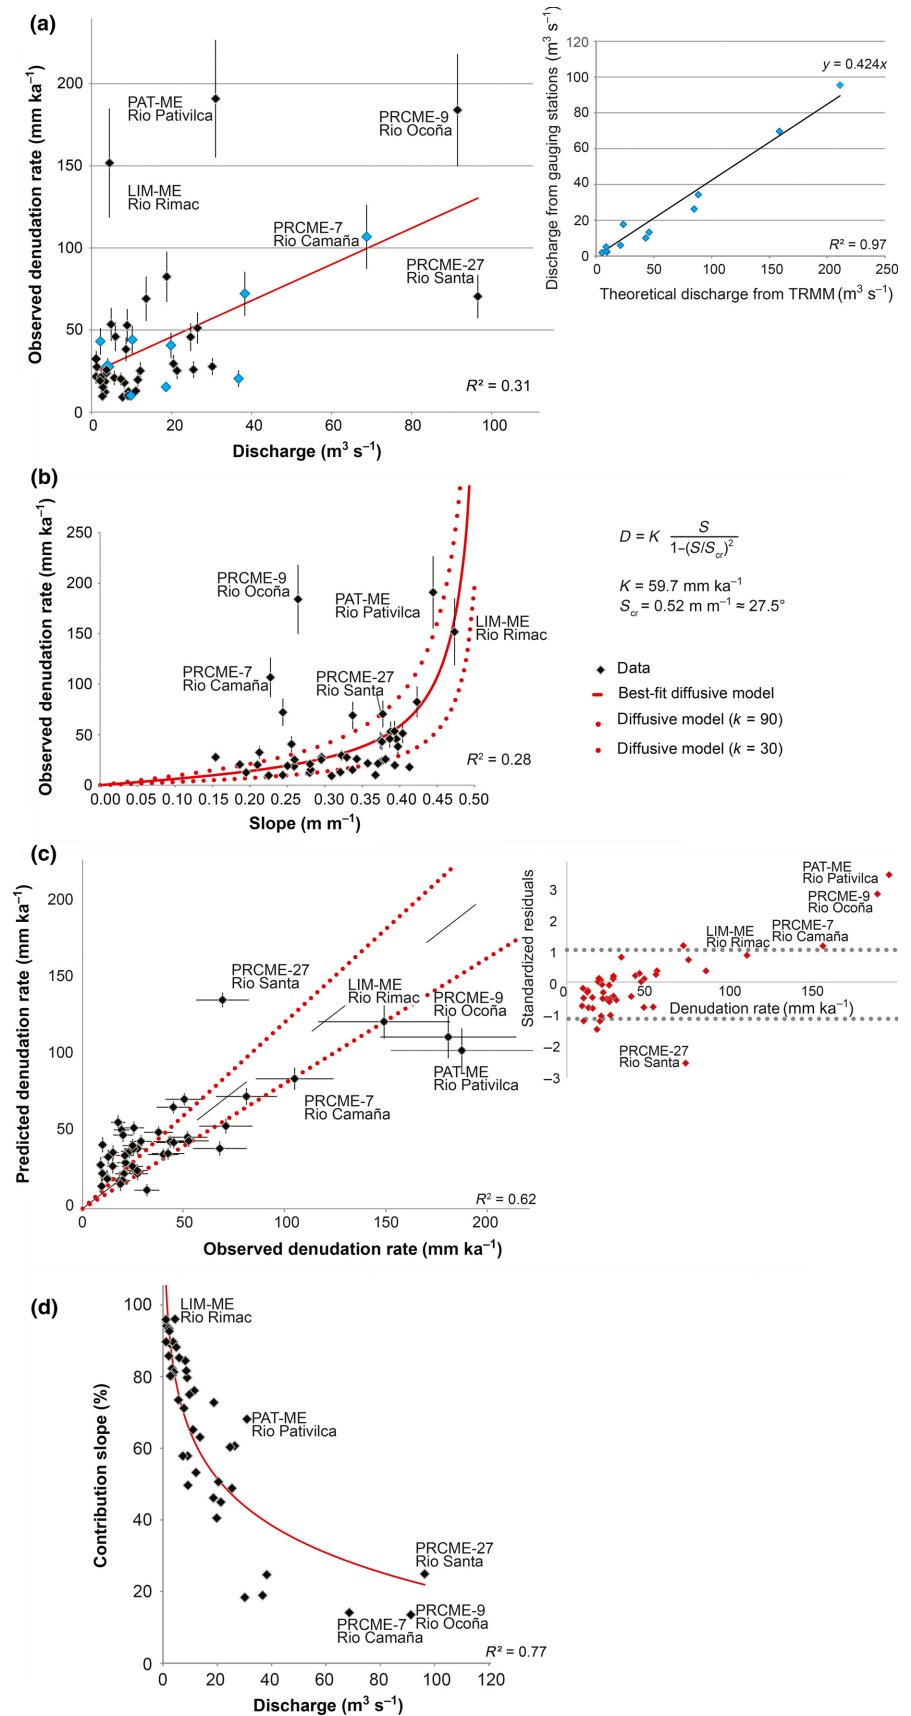 (a)
Observed denudation rate (mm ka⁻¹)
200
150
100
50
0
PAT-ME
Rio Pativilca
PRCME-9
Rio Ocoña
LIM-ME
Rio Rimac
PRCME-7
Rio Camaña
PRCME-27
Rio Santa
R² = 0.31
0 20 40 60 80 100
Discharge (m³ s⁻¹)
Discharge from gauging stations (m³ s⁻¹)
120
100
80
60
40
20
0
y = 0.424x
R² = 0.97
0 50 100 150 200 250
Theoretical discharge from TRMM (m³ s⁻¹)
(b)
Observed denudation rate (mm ka⁻¹)
250
200
150
100
50
0
PRCME-9
Rio Ocoña
PAT-ME
Rio Pativilca
LIM-ME
Rio Rimac
PRCME-7
Rio Camaña
PRCME-27
Rio Santa
R² = 0.28
0.00 0.05 0.10 0.15 0.20 0.25 0.30 0.35 0.40 0.45 0.50
Slope (m m⁻¹)
D = K S
1–(S/Scr)²
K = 59.7 mm ka⁻¹
Scr = 0.52 m m⁻¹ ≈ 27.5°
Data
Best-fit diffusive model
Diffusive model (k = 90)
Diffusive model (k = 30)
(c)
Predicted denudation rate (mm ka⁻¹)
200
150
100
50
0
PRCME-27
Rio Santa
LIM-ME
Rio Rimac
PRCME-9
Rio Ocoña
PAT-ME
Rio Pativilca
PRCME-7
Rio Camaña
R² = 0.62
0 50 100 150 200
Observed denudation rate (mm ka⁻¹)
Standardized residuals
3
2
1
0
–1
–2
–3
PAT-ME
Rio Pativilca
PRCME-9
Rio Ocoña
LIM-ME
Rio Rimac
PRCME-7
Rio Camaña
0 50 100 150
Denudation rate (mm ka⁻¹)
PRCME-27
Rio Santa
(d)
Contribution slope (%)
100
80
60
40
20
0
LIM-ME
Rio Rimac
PAT-ME
Rio Pativilca
PRCME-27
Rio Santa
PRCME-7
Rio Camaña
PRCME-9
Rio Ocoña
R² = 0.77
0 20 40 60 80 100 120
Discharge (m³ s⁻¹)